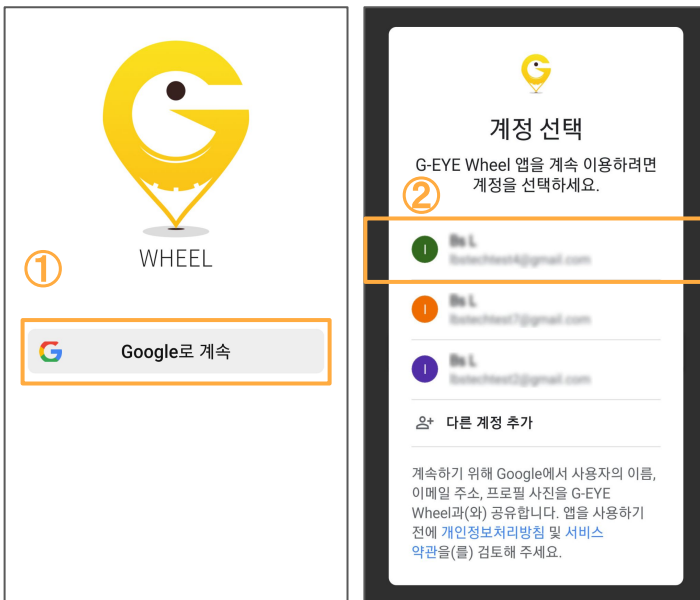 WHEEL
①
Google로 계속
계정 선택
G-EYE Wheel 앱을 계속 이용하려면
계정을 선택하세요.
②
Bs L
Bs L
Bs L
다른 계정 추가
계속하기 위해 Google에서 사용자의 이름,
이메일 주소, 프로필 사진을 G-EYE
Wheel과(와) 공유합니다. 앱을 사용하기
전에 개인정보처리방침 및 서비스
약관을(를) 검토해 주세요.